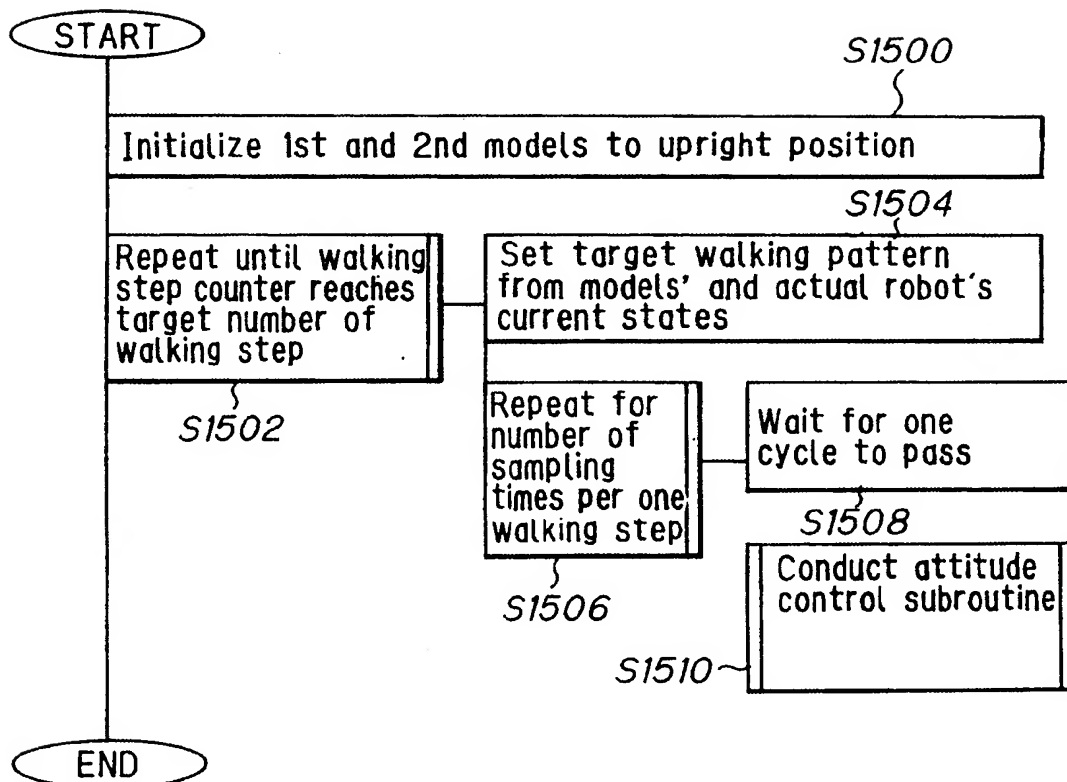 START
S1500
Initialize 1st and 2nd models to upright position
S1504
Repeat until walking
step counter reaches
target number of
walking step
S1502
Set target walking pattern
from models' and actual robot's
current states
Repeat for
number of
sampling
times per one
walking step
S1506
Wait for one
cycle to pass
S1508
Conduct attitude
control subroutine
S1510
END